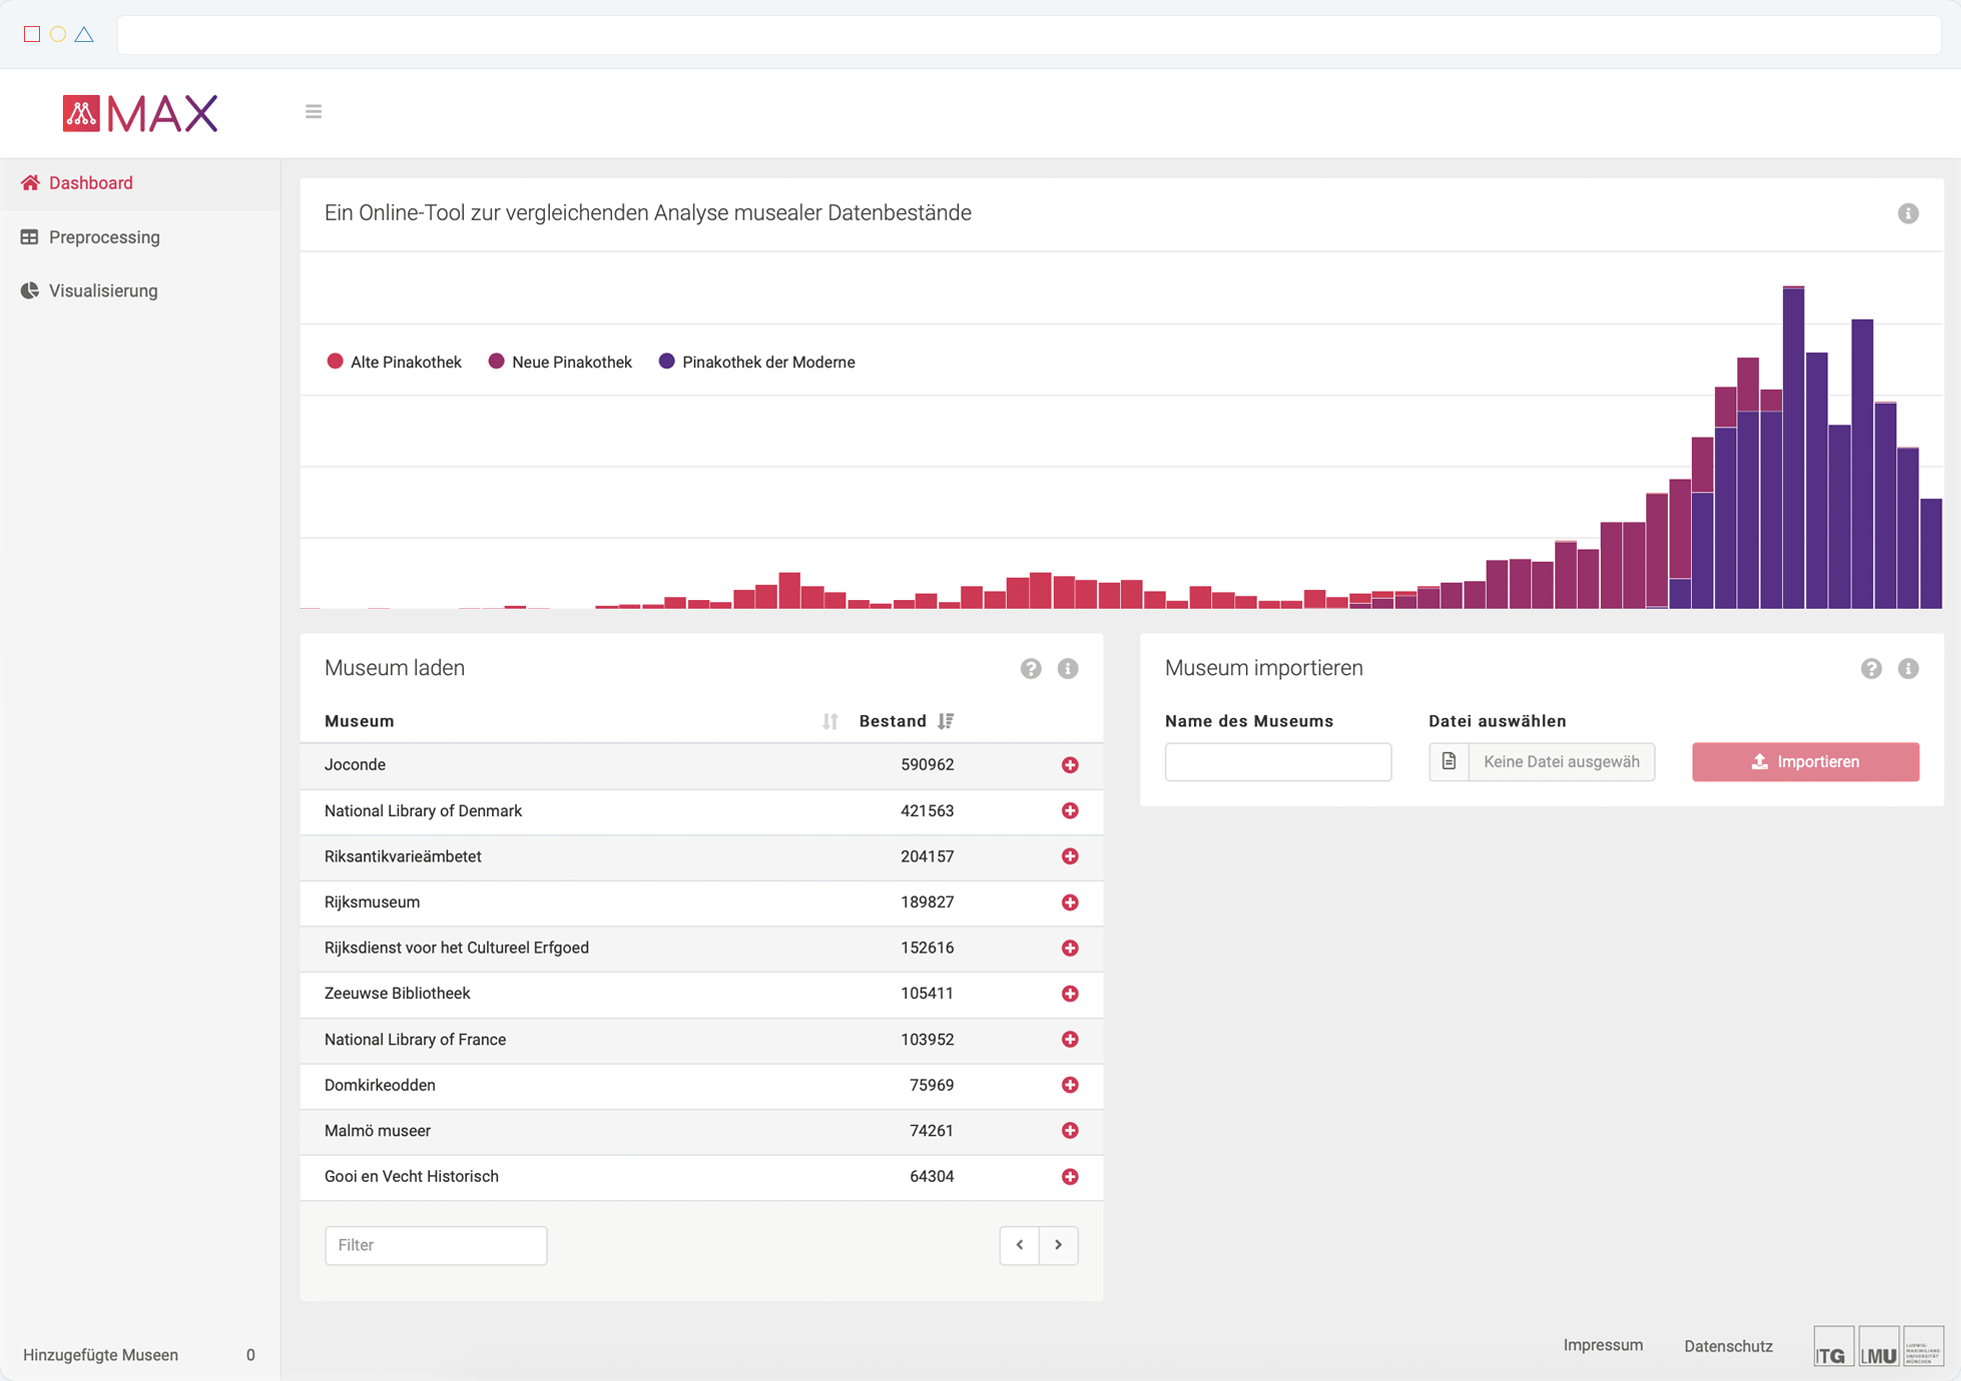 MAX
Dashboard
Preprocessing
Visualisierung
Ein Online-Tool zur vergleichenden Analyse musealer Datenbestände
Alte Pinakothek
Neue Pinakothek
Pinakothek der Moderne
Museum laden
Museum
Bestand
Joconde 590962
National Library of Denmark 421563
Riksantikvarieämbetet 204157
Rijksmuseum 189827
Rijksdienst voor het Cultureel Erfgoed 152616
Zeeuwse Bibliotheek 105411
National Library of France 103952
Domkirkeodden 75969
Malmö museer 74261
Gooi en Vecht Historisch 64304
Filter
Museum importieren
Name des Museums
Datei auswählen
Keine Datei ausgewäh
Importieren
Hinzugefügte Museen 0
Impressum
Datenschutz
ITG
LMU
LUDWIG-
MAXIMILIANS-
UNIVERSITÄT
MÜNCHEN